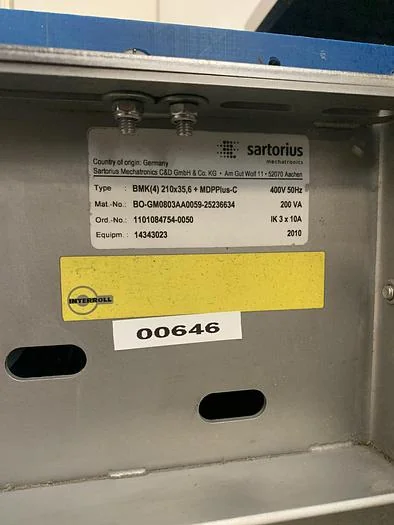 sartorius
mechatronics
Country of origin: Germany
Sartorius Mechatronics C&D GmbH & Co. KG • Am Gut Wolf 11 • 52070 Aachen
Type : BMK(4) 210x35,6 + MDPPlus-C 400V 50Hz
Mat.-No.: BO-GM0803AA0059-25236634 200 VA
Ord.-No.: 1101084754-0050 IK 3 x 10A
Equipm. : 14343023 2010
INTERROLL
00646